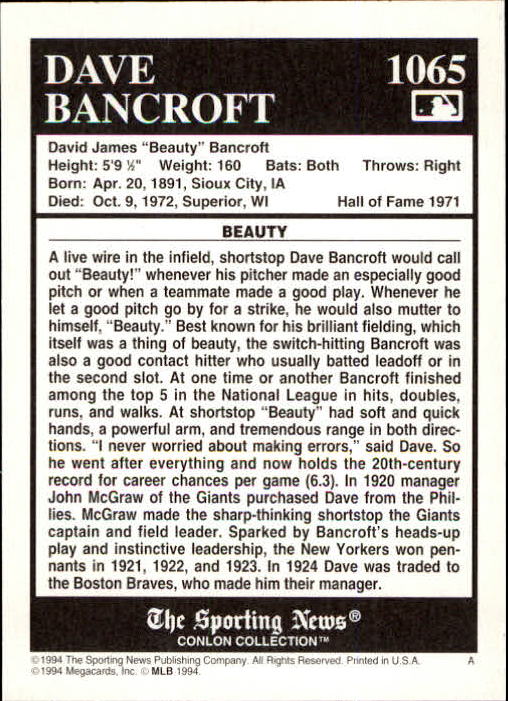 DAVE
BANCROFT
1065
David James “Beauty” Bancroft
Height: 5'9 ½" Weight: 160 Bats: Both Throws: Right
Born: Apr. 20, 1891, Sioux City, IA
Died: Oct. 9, 1972, Superior, WI Hall of Fame 1971
BEAUTY
A live wire in the infield, shortstop Dave Bancroft would call
out “Beauty!” whenever his pitcher made an especially good
pitch or when a teammate made a good play. Whenever he
let a good pitch go by for a strike, he would also mutter to
himself, “Beauty.” Best known for his brilliant fielding, which
itself was a thing of beauty, the switch-hitting Bancroft was
also a good contact hitter who usually batted leadoff or in
the second slot. At one time or another Bancroft finished
among the top 5 in the National League in hits, doubles,
runs, and walks. At shortstop “Beauty” had soft and quick
hands, a powerful arm, and tremendous range in both direc-
tions. “I never worried about making errors,” said Dave. So
he went after everything and now holds the 20th-century
record for career chances per game (6.3). In 1920 manager
John McGraw of the Giants purchased Dave from the Phil-
lies. McGraw made the sharp-thinking shortstop the Giants
captain and field leader. Sparked by Bancroft's heads-up
play and instinctive leadership, the New Yorkers won pen-
nants in 1921, 1922, and 1923. In 1924 Dave was traded to
the Boston Braves, who made him their manager.
The Sporting News®
CONLON COLLECTION™
©1994 The Sporting News Publishing Company. All Rights Reserved. Printed in U.S.A. A
©1994 Megacards, Inc. © MLB 1994.